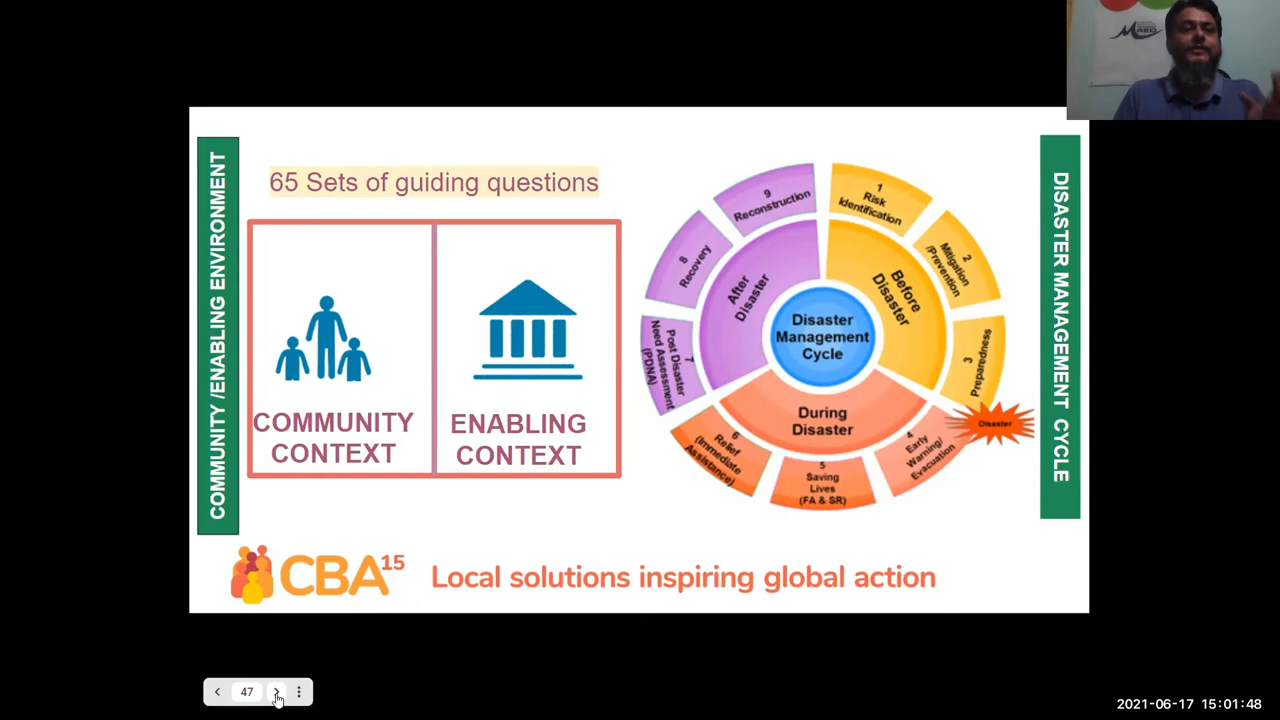 RED
COMMUNITY /ENABLING ENVIRONMENT
65 Sets of guiding questions
COMMUNITY
CONTEXT
ENABLING
CONTEXT
1
Risk
Identification
2
Mitigation
/Prevention
3
Preparedness
Disaster
4
Early
Warning/
Evacuation
5
Saving
Lives
(FA & SR)
6
Relief
(Immediate
Assistance)
7
Post Disaster
Need Assessment
(PDNA)
8
Recovery
9
Reconstruction
Before
Disaster
During
Disaster
After
Disaster
Disaster
Management
Cycle
DISASTER MANAGEMENT CYCLE
CBA15
Local solutions inspiring global action
47
2021-06-17 15:01:48